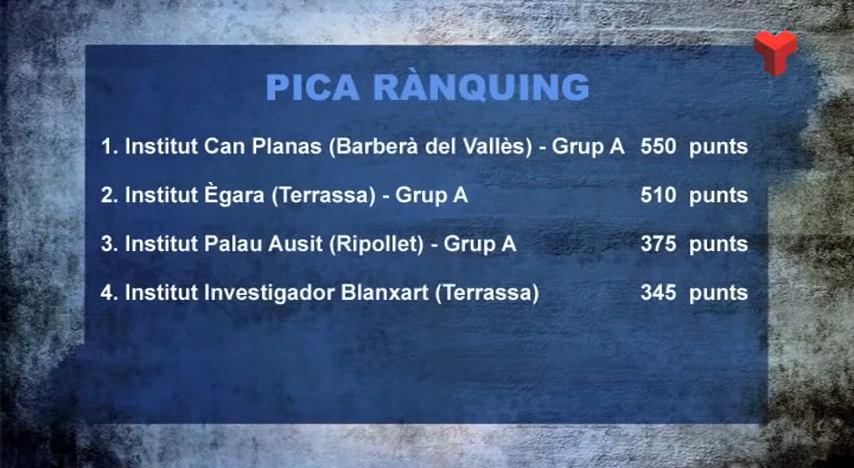 PICA RÀNQUING
1. Institut Can Planas (Barberà del Vallès) - Grup A 550 punts
2. Institut Ègara (Terrassa) - Grup A 510 punts
3. Institut Palau Ausit (Ripollet) - Grup A 375 punts
4. Institut Investigador Blanxart (Terrassa) 345 punts